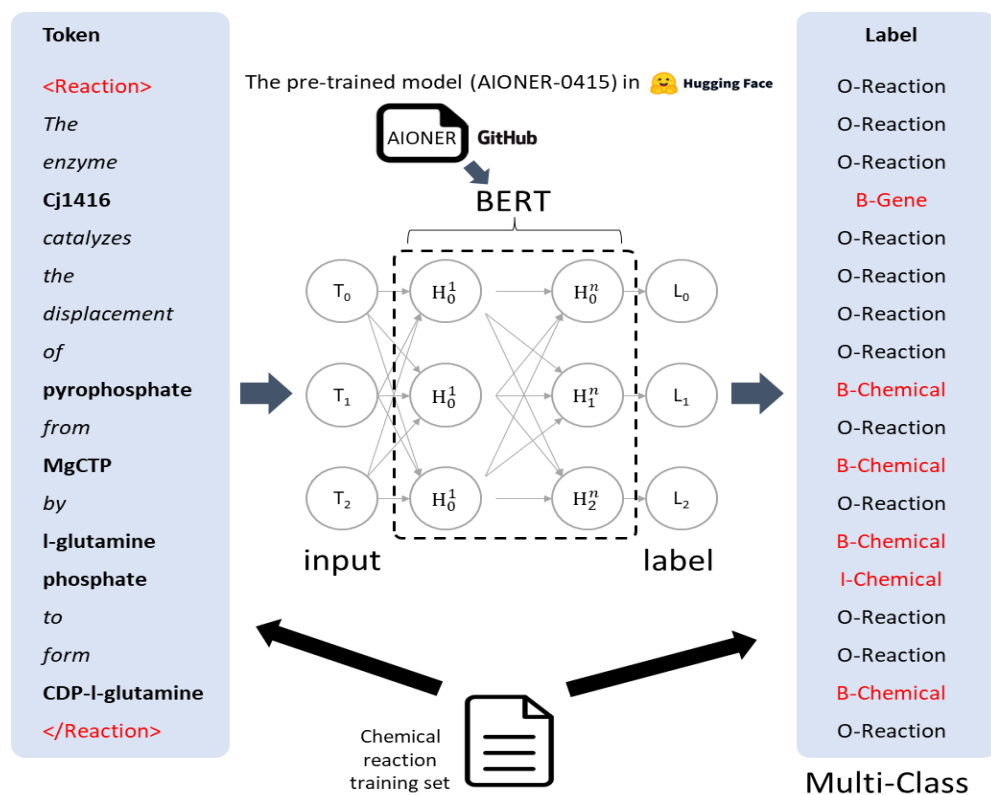 Token
<Reaction>
The
enzyme
Cj1416
catalyzes
the
displacement
of
pyrophosphate
from
MgCTP
by
l-glutamine
phosphate
to
form
CDP-l-glutamine
</Reaction>
The pre-trained model (AIONER-0415) in 🤗 Hugging Face
AIONER GitHub
BERT
T₀ H₀¹ H₀ⁿ L₀
T₁ H₀¹ H₁ⁿ L₁
T₂ H₀¹ H₂ⁿ L₂
input label
Chemical
reaction
training set
Label
O-Reaction
O-Reaction
O-Reaction
B-Gene
O-Reaction
O-Reaction
O-Reaction
O-Reaction
B-Chemical
O-Reaction
B-Chemical
O-Reaction
B-Chemical
I-Chemical
O-Reaction
O-Reaction
B-Chemical
O-Reaction
Multi-Class